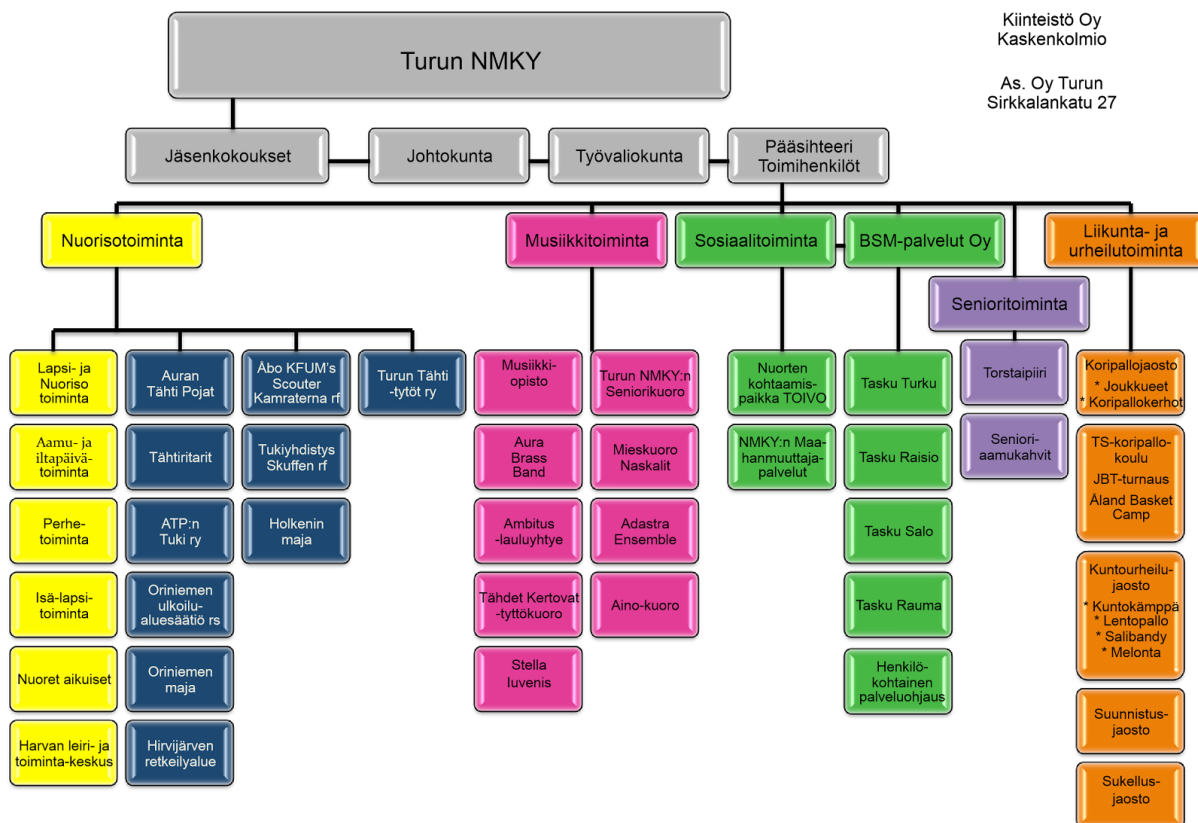 Kiinteistö Oy
Kaskenkolmio
As. Oy Turun
Sirkkalankatu 27
Turun NMKY
Jäsenkokoukset
Johtokunta
Työvaliokunta
Pääsihteeri
Toimihenkilöt
Nuorisotoiminta
Musiikkitoiminta
Sosiaalitoiminta
BSM-palvelut Oy
Senioritoiminta
Liikunta- ja
urheilutoiminta
Lapsi- ja
Nuoriso
toiminta
Aamu- ja
iltapäivä-
toiminta
Perhe-
toiminta
Isä-lapsi-
toiminta
Nuoret aikuiset
Harvan leiri- ja
toiminta-keskus
Auran
Tähti Pojat
Tähtiritarit
ATP:n
Tuki ry
Oriniemen
ulkoilu-
aluesäätiö rs
Oriniemen
maja
Hirvijärven
retkeilyalue
Åbo KFUM's
Scouter
Kamraterna rf
Tukiyhdistys
Skuffen rf
Holkenin
maja
Turun Tähti
-tytöt ry
Musiikki-
opisto
Aura
Brass
Band
Ambitus
-lauluyhtye
Tähdet Kertovat
-tyttökuoro
Stella
Iuvenis
Turun NMKY:n
Seniorikuoro
Mieskuoro
Naskalit
Adastra
Ensemble
Aino-kuoro
Nuorten
kohtaamis-
paikka TOIVO
NMKY:n Maa-
hanmuuttaja-
palvelut
Tasku Turku
Tasku Raisio
Tasku Salo
Tasku Rauma
Henkilö-
kohtainen
palveluohjaus
Torstaipiiri
Seniori-
aamukahvit
Koripallojaosto
* Joukkueet
* Koripallokerhot
TS-koripallo-
koulu
JBT-turnaus
Åland Basket
Camp
Kuntourheilu-
jaosto
* Kuntokämppä
* Lentopallo
* Salibandy
* Melonta
Suunnistus-
jaosto
Sukellus-
jaosto